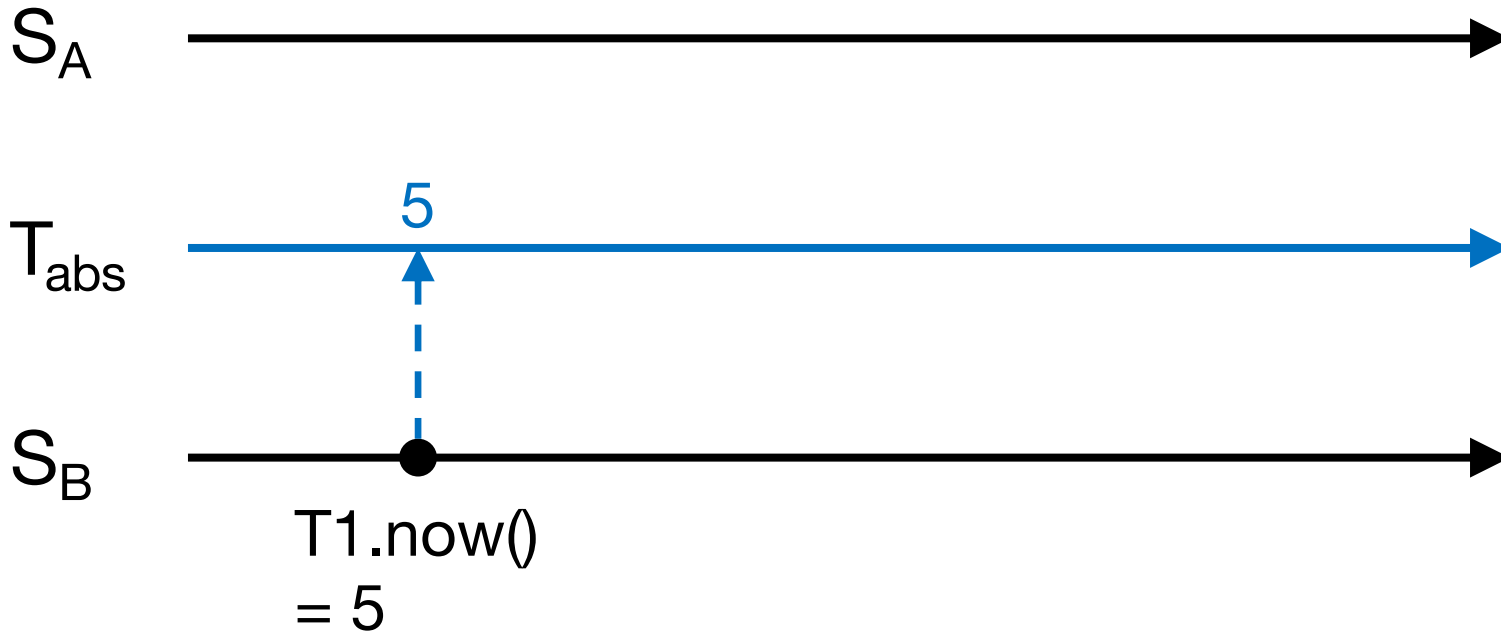 S_A
5
T_abs
S_B
T1.now()
= 5